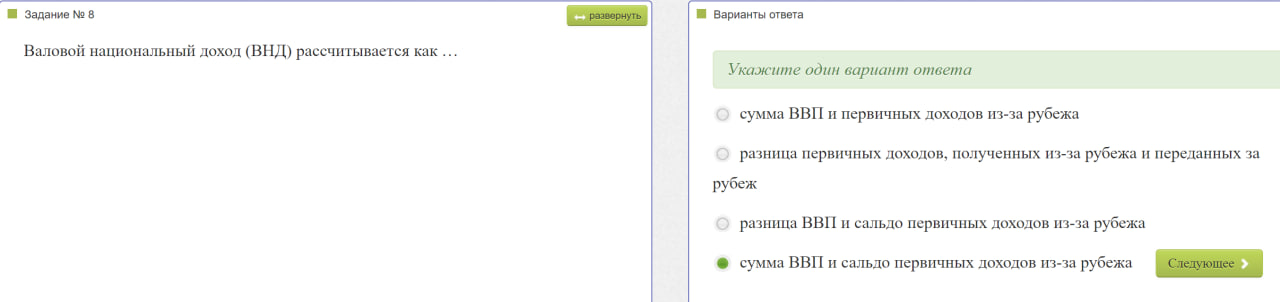 Задание № 8
развернуть
Валовой национальный доход (ВНД) рассчитывается как …
Варианты ответа
Укажите один вариант ответа
сумма ВВП и первичных доходов из-за рубежа
разница первичных доходов, полученных из-за рубежа и переданных за
рубеж
разница ВВП и сальдо первичных доходов из-за рубежа
сумма ВВП и сальдо первичных доходов из-за рубежа
Следующее